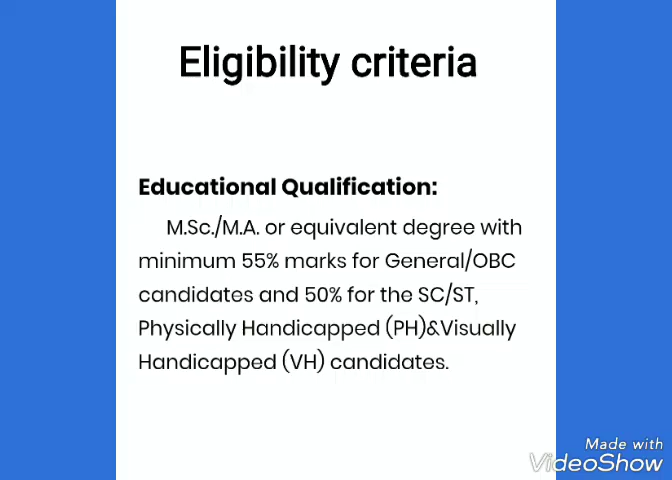 Eligibility criteria
Educational Qualification:
M.Sc./M.A. or equivalent degree with
minimum 55% marks for General/OBC
candidates and 50% for the SC/ST,
Physically Handicapped (PH)&Visually
Handicapped (VH) candidates.
Made with
VideoShow